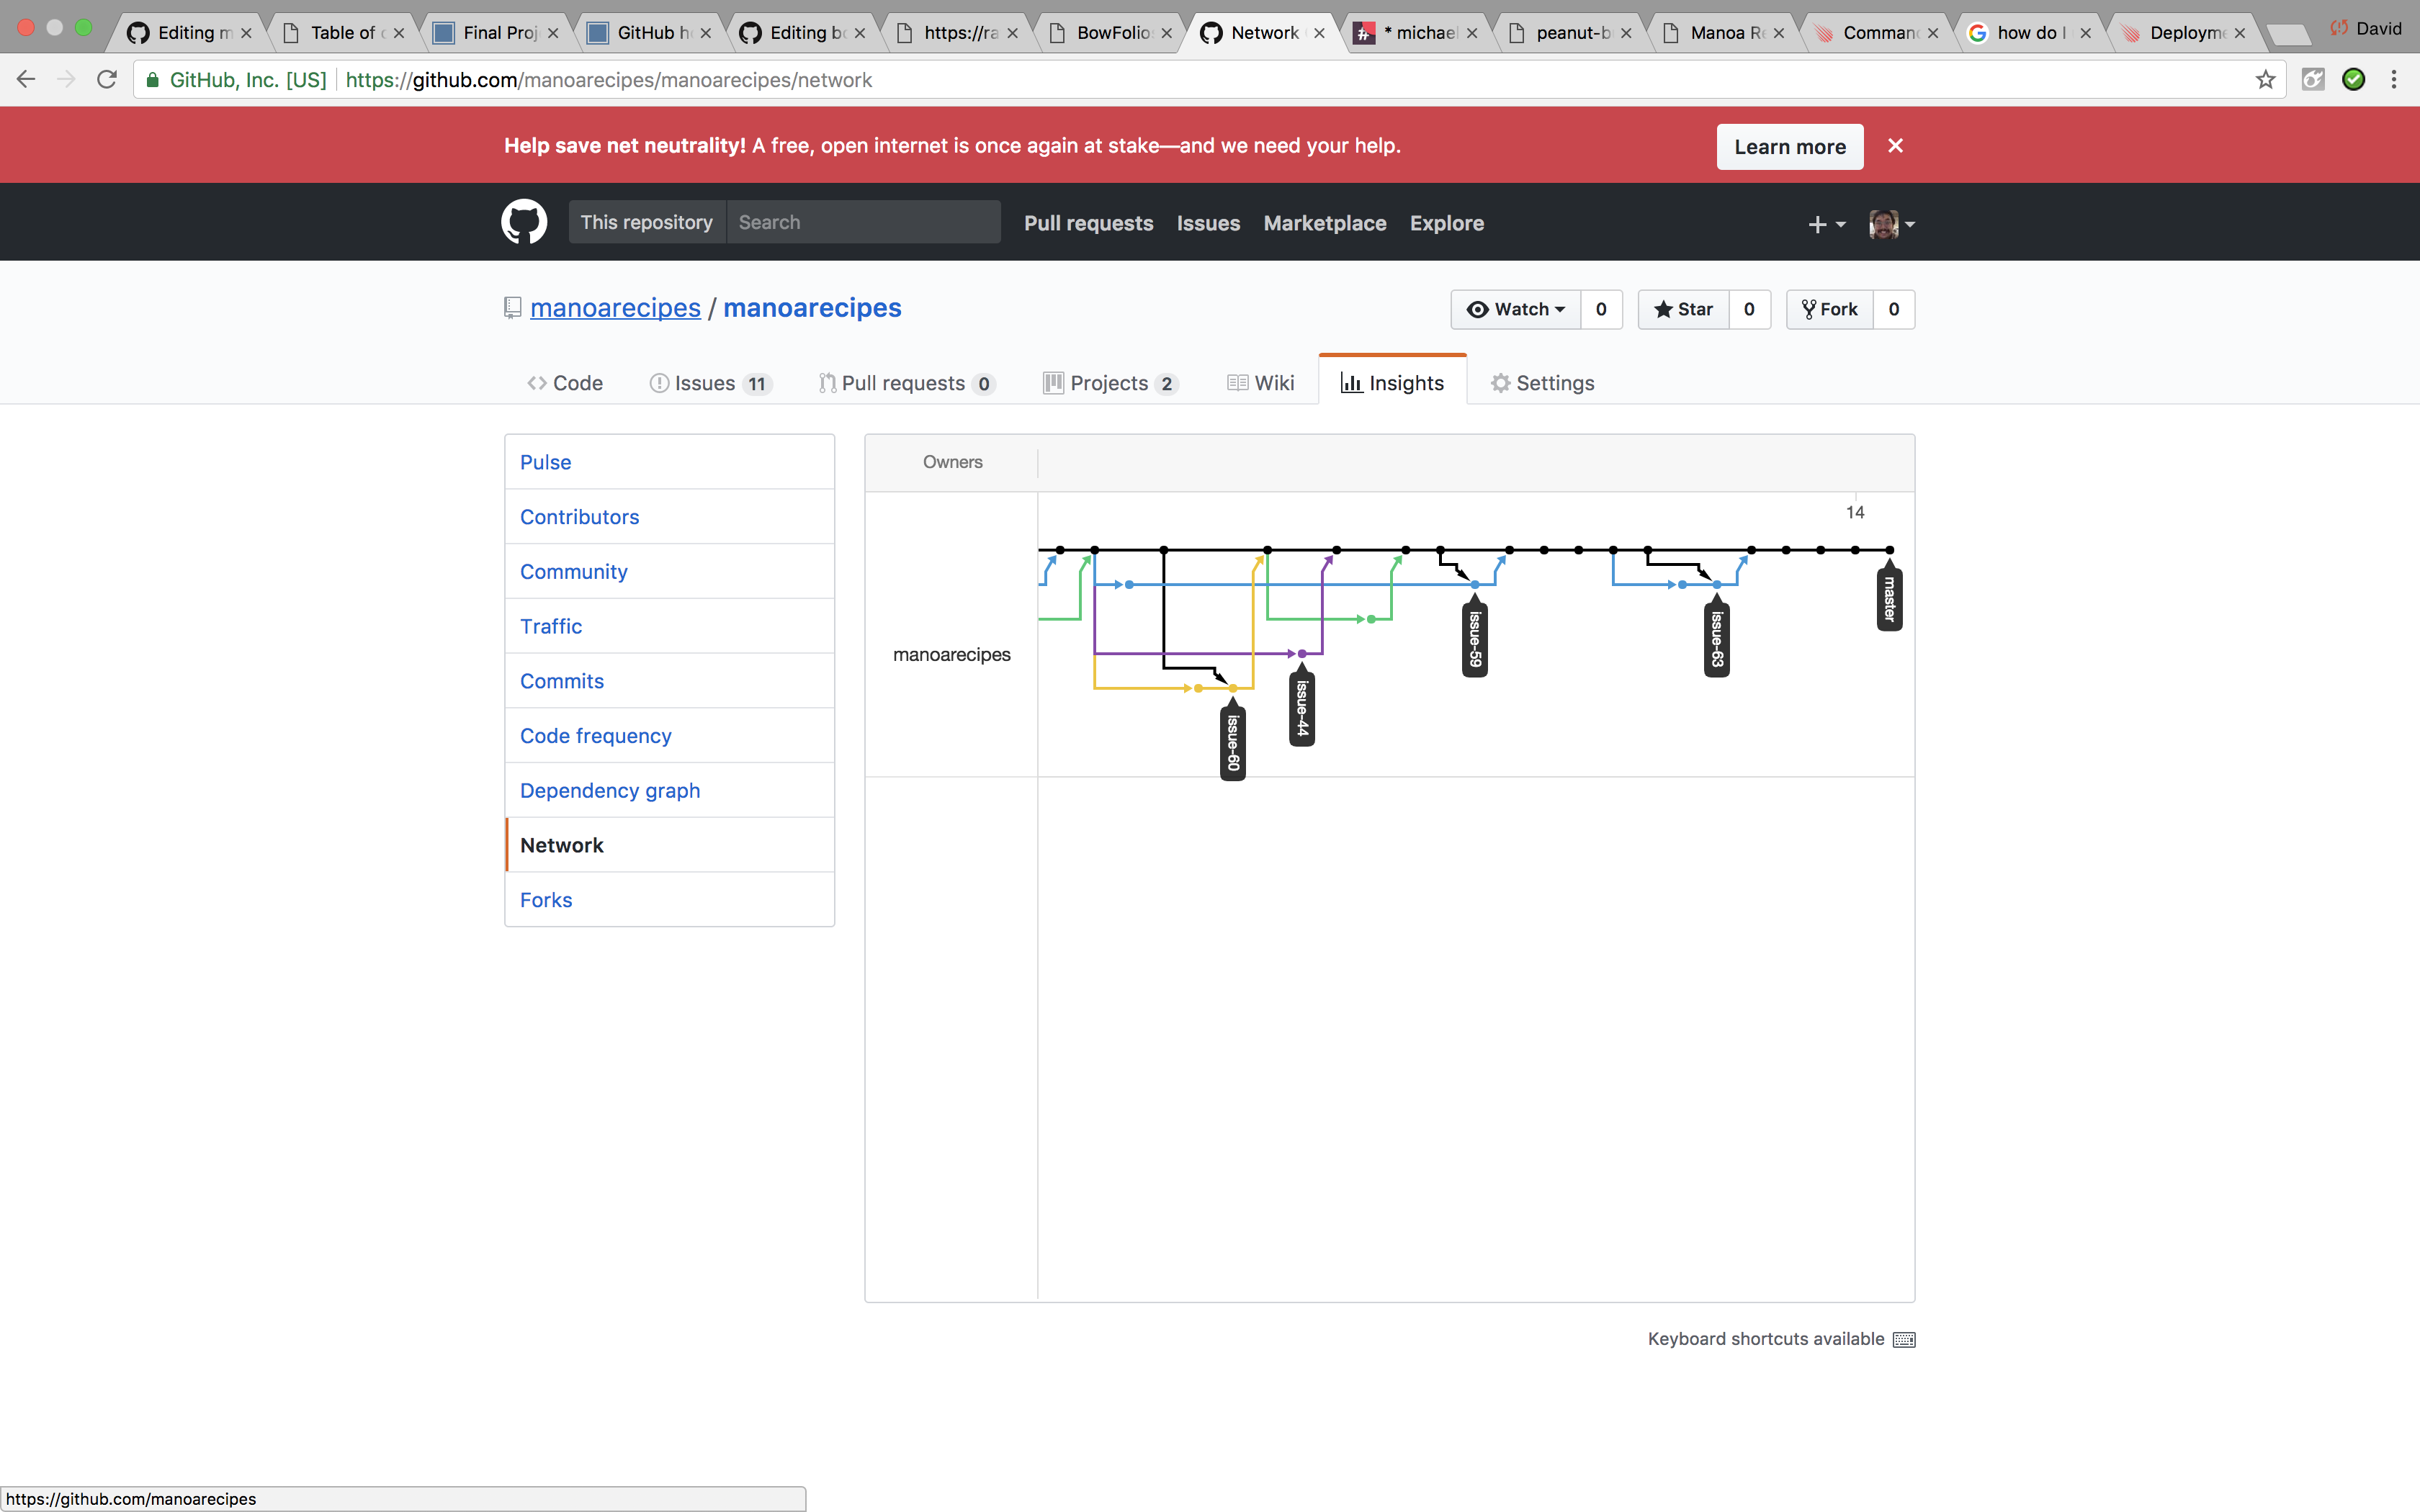 Editing m
Table of c
Final Proj
GitHub h
Editing b
https://ra
BowFolio
Network
* michael
peanut-b
Manoa Re
Comman
how do I
Deployme
David
GitHub, Inc. [US] https://github.com/manoarecipes/manoarecipes/network
Help save net neutrality! A free, open internet is once again at stake—and we need your help.
Learn more
This repository Search
Pull requests Issues Marketplace Explore
manoarecipes / manoarecipes
Watch 0 Star 0 Fork 0
Code Issues 11 Pull requests 0 Projects 2 Wiki Insights Settings
Pulse
Contributors
Community
Traffic
Commits
Code frequency
Dependency graph
Network
Forks
Owners
14
manoarecipes
master
issue-59
issue-63
issue-44
issue-60
Keyboard shortcuts available
https://github.com/manoarecipes